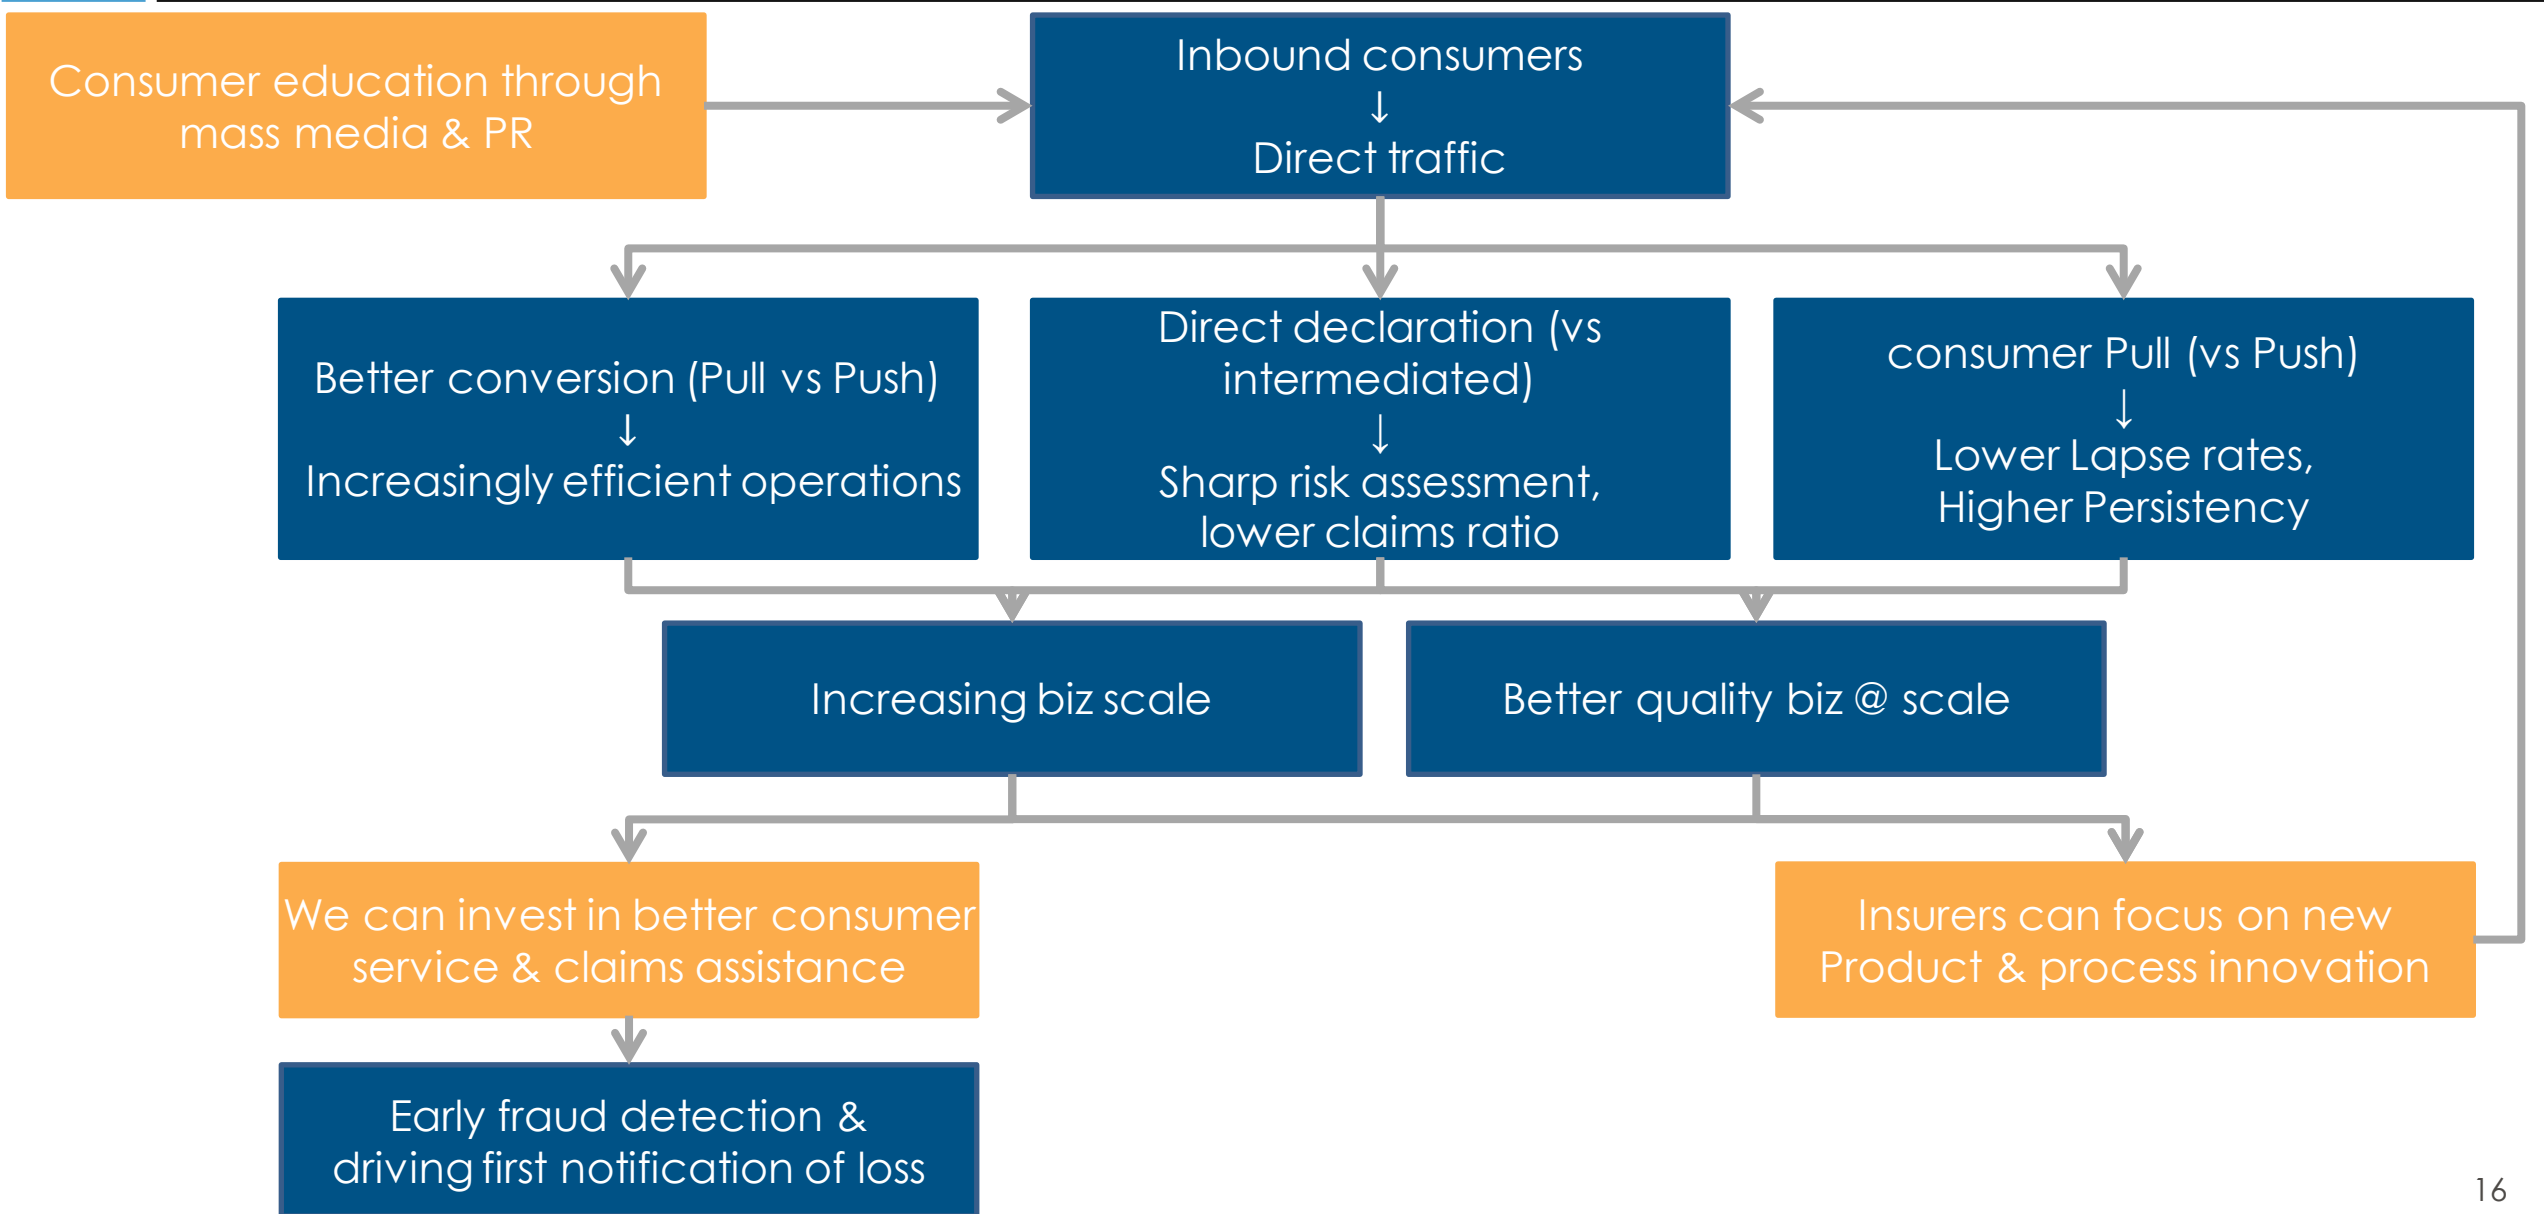 Consumer education through
mass media & PR
Inbound consumers
↓
Direct traffic
Better conversion (Pull vs Push)
↓
Increasingly efficient operations
Direct declaration (vs
intermediated)
↓
Sharp risk assessment,
lower claims ratio
consumer Pull (vs Push)
↓
Lower Lapse rates,
Higher Persistency
Increasing biz scale
Better quality biz @ scale
We can invest in better consumer
service & claims assistance
Insurers can focus on new
Product & process innovation
Early fraud detection &
driving first notification of loss
16